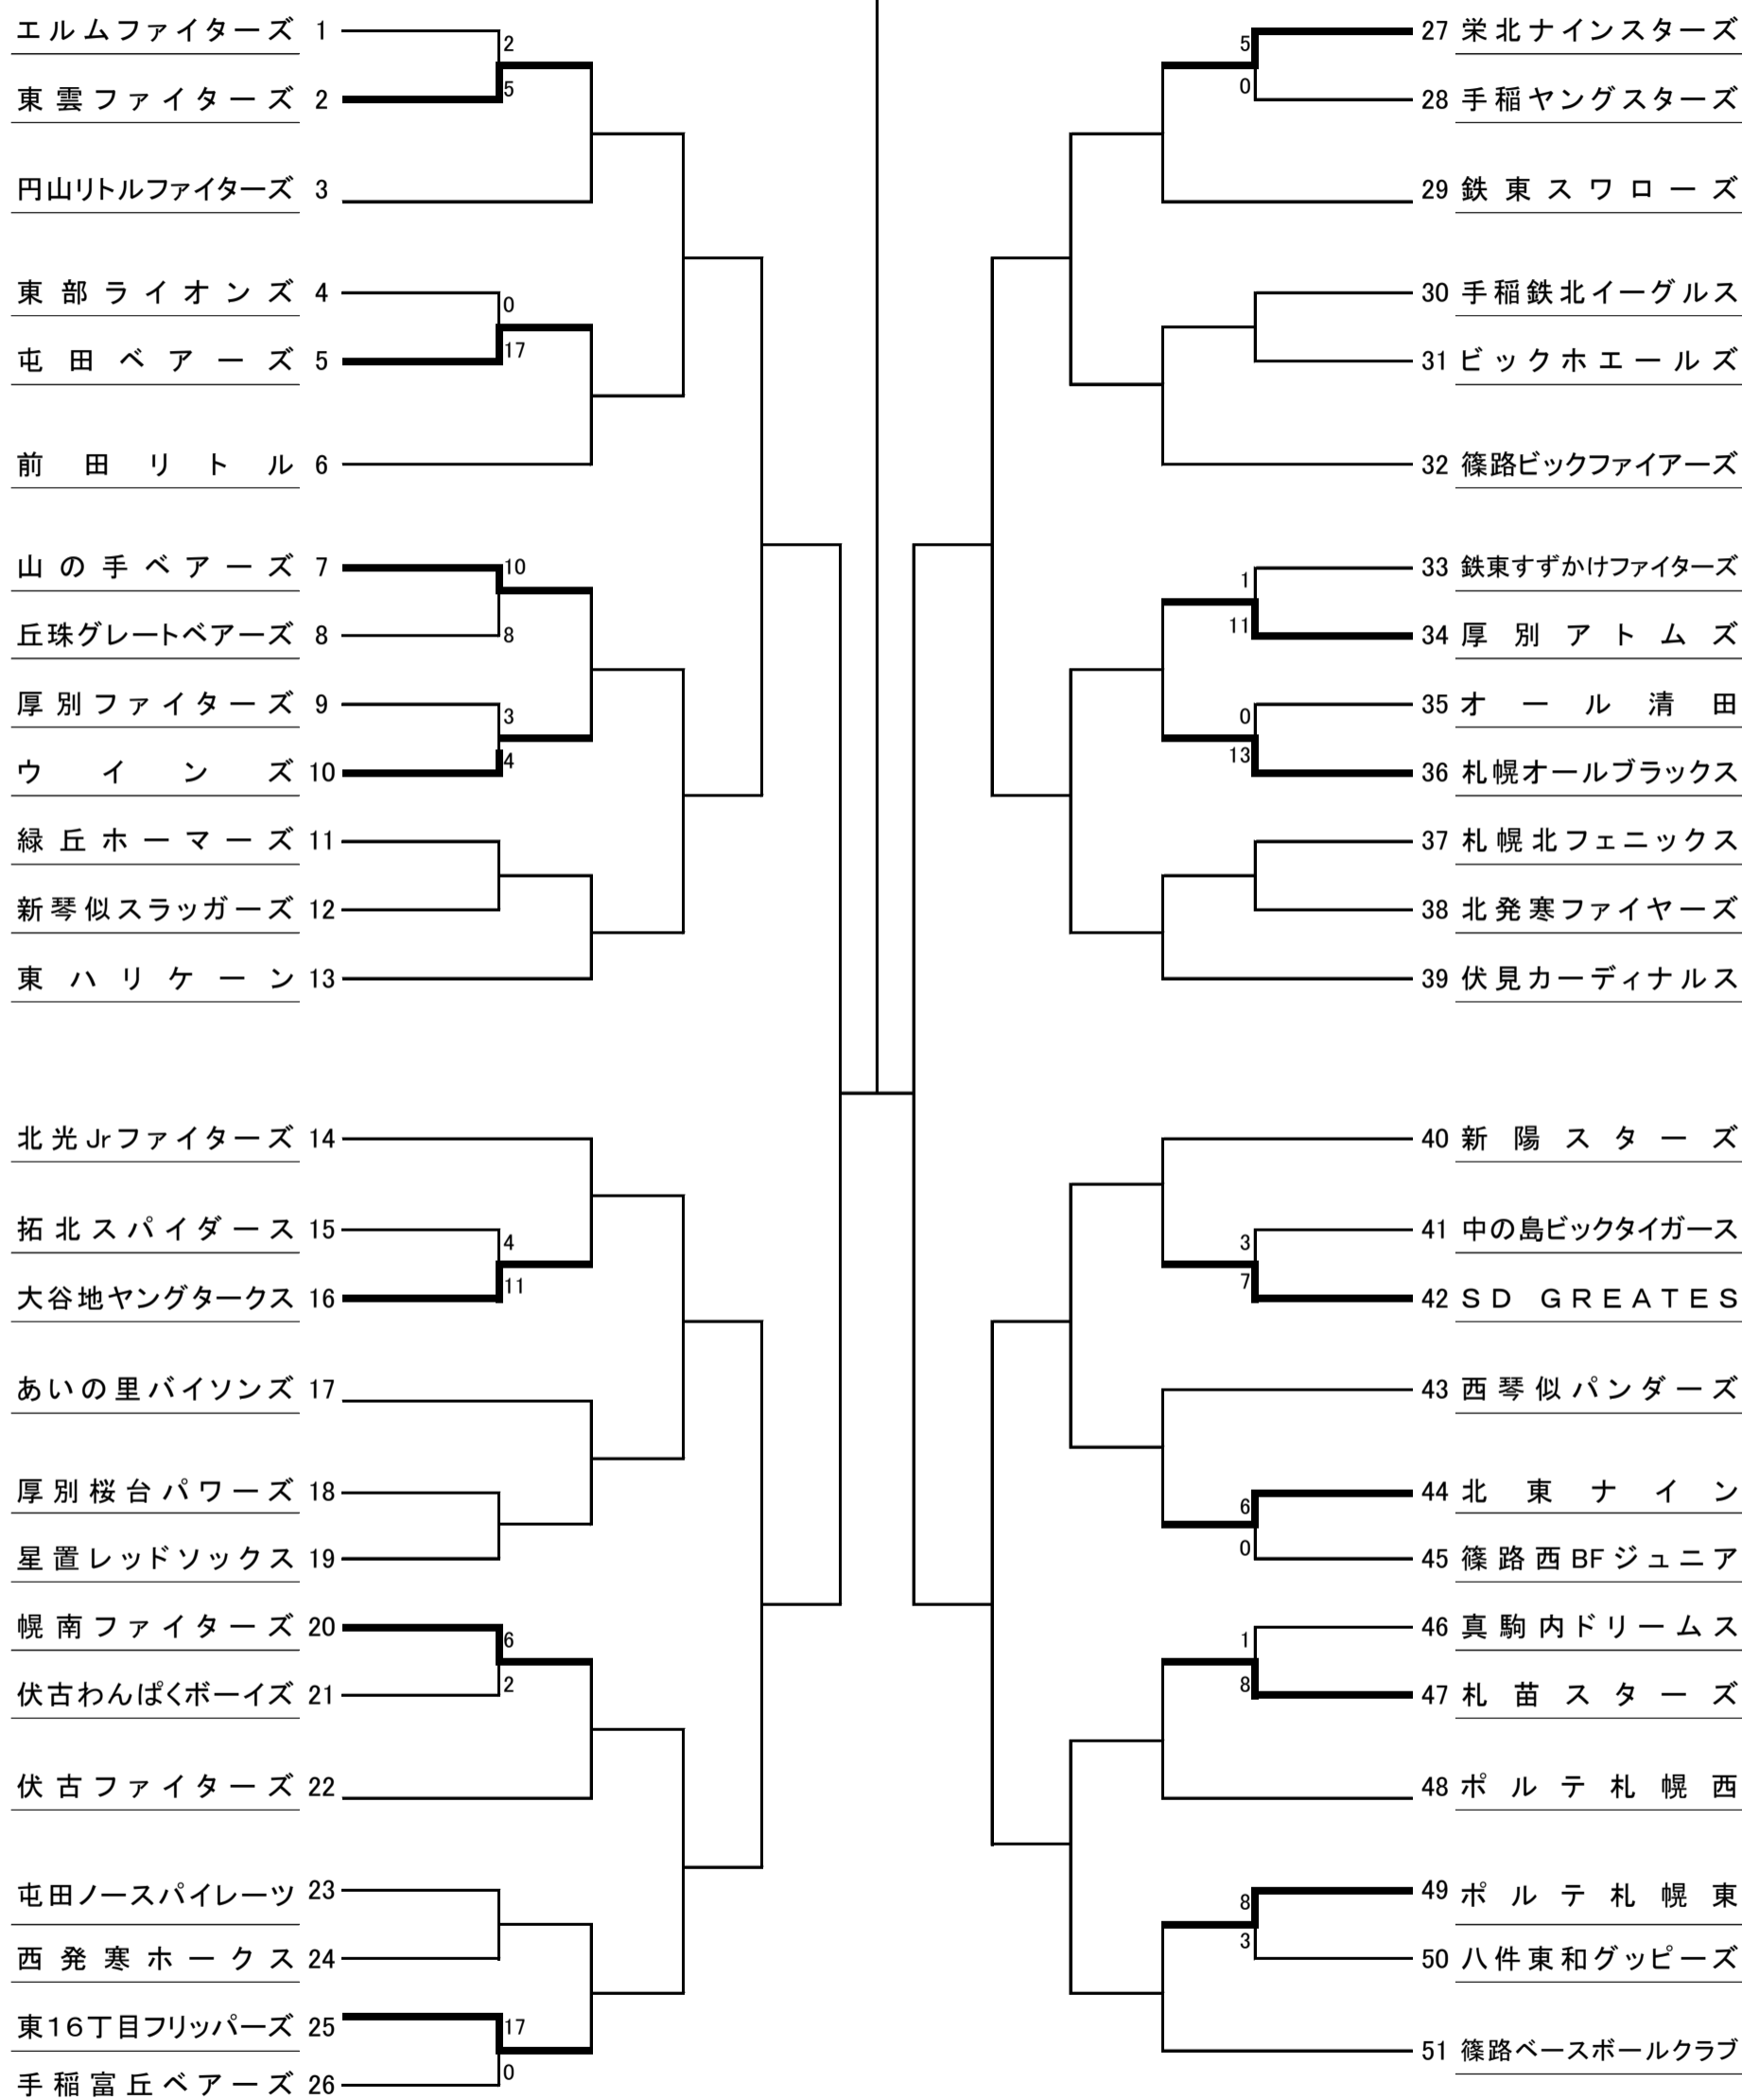 エルムファイターズ 1
2
東雲ファイターズ 2
5
円山リトルファイターズ 3
東部ライオンズ 4
0
屯田ベアーズ 5
17
前田リトル 6
山の手ベアーズ 7
10
丘珠グレートベアーズ 8
8
厚別ファイターズ 9
3
ウインズ 10
4
緑丘ホーマーズ 11
新琴似スラッガーズ 12
東ハリケーン 13
北光Jrファイターズ 14
拓北スパイダース 15
4
大谷地ヤングタークス 16
11
あいの里バイソンズ 17
厚別桜台パワーズ 18
星置レッドソックス 19
幌南ファイターズ 20
6
伏古わんぱくボーイズ 21
2
伏古ファイターズ 22
屯田ノースパイレーツ 23
西発寒ホークス 24
東16丁目フリッパーズ 25
17
手稲富丘ベアーズ 26
0
27 栄北ナインスターズ
5
28 手稲ヤングスターズ
0
29 鉄東スワローズ
30 手稲鉄北イーグルス
31 ビックホエールズ
32 篠路ビックファイアーズ
33 鉄東すずかけファイターズ
1
34 厚別アトムズ
11
35 オール清田
0
36 札幌オールブラックス
13
37 札幌北フェニックス
38 北発寒ファイヤーズ
39 伏見カーディナルス
40 新陽スターズ
41 中の島ビックタイガース
3
42 SD GREATES
7
43 西琴似パンダーズ
44 北東ナイン
6
45 篠路西BFジュニア
0
46 真駒内ドリームス
1
47 札苗スターズ
8
48 ポルテ札幌西
49 ポルテ札幌東
8
50 八件東和グッピーズ
3
51 篠路ベースボールクラブ